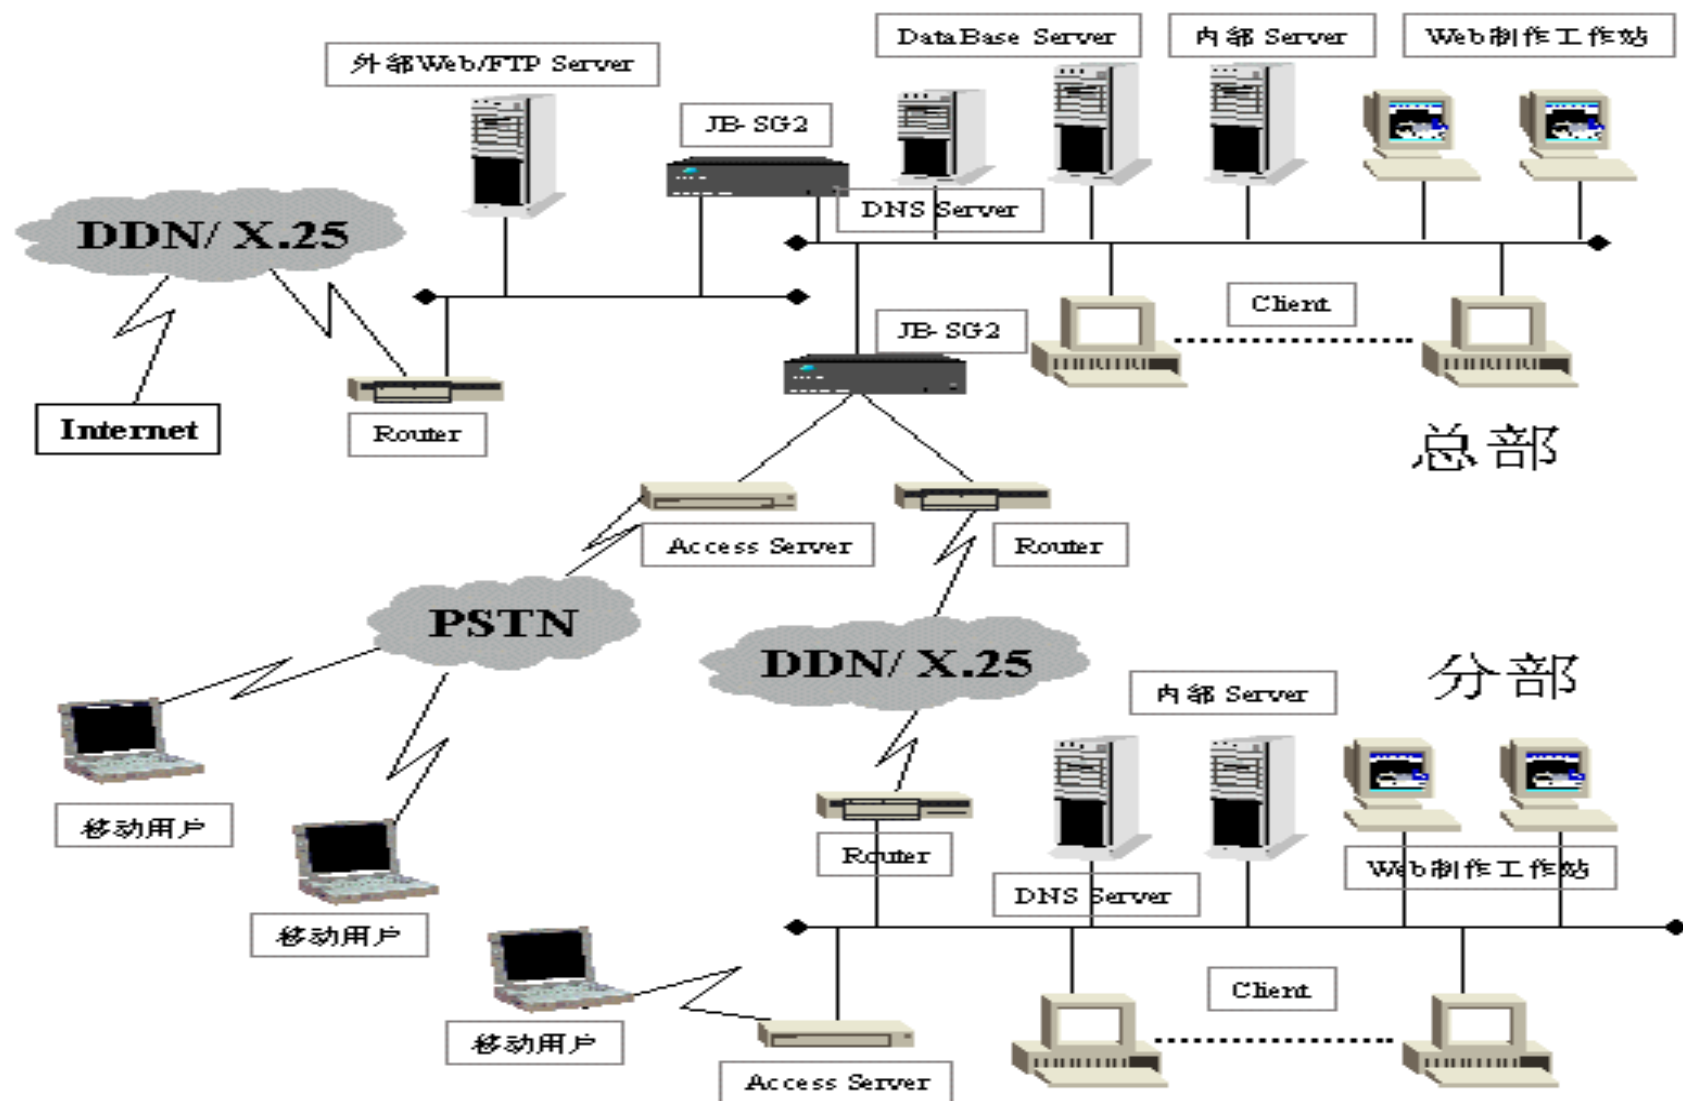 DataBase Server
内部 Server
Web制作工作站
外部Web/FTP Server
JB-SG2
DNS Server
DDN/ X.25
Client
JB-SG2
Internet
Router
总部
Access Server
Router
PSTN
DDN/ X.25
分部
内部 Server
移动用户
Router
Web制作工作站
DNS Server
移动用户
Client
移动用户
Access Server